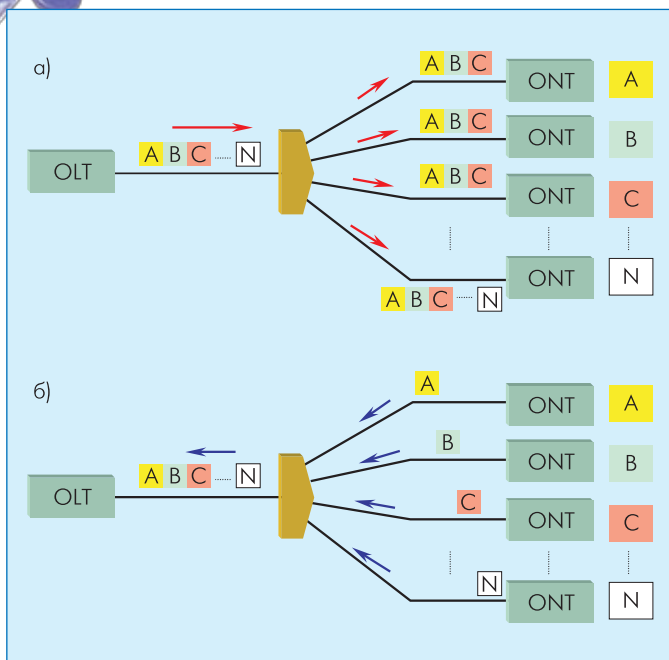 а)
A B C
ONT
A
A B C
ONT
B
OLT
A B C ...... N
A B C
ONT
C
ONT
N
A B C ...... N
б)
A
ONT
A
B
ONT
B
OLT
A B C ...... N
C
ONT
C
N
ONT
N